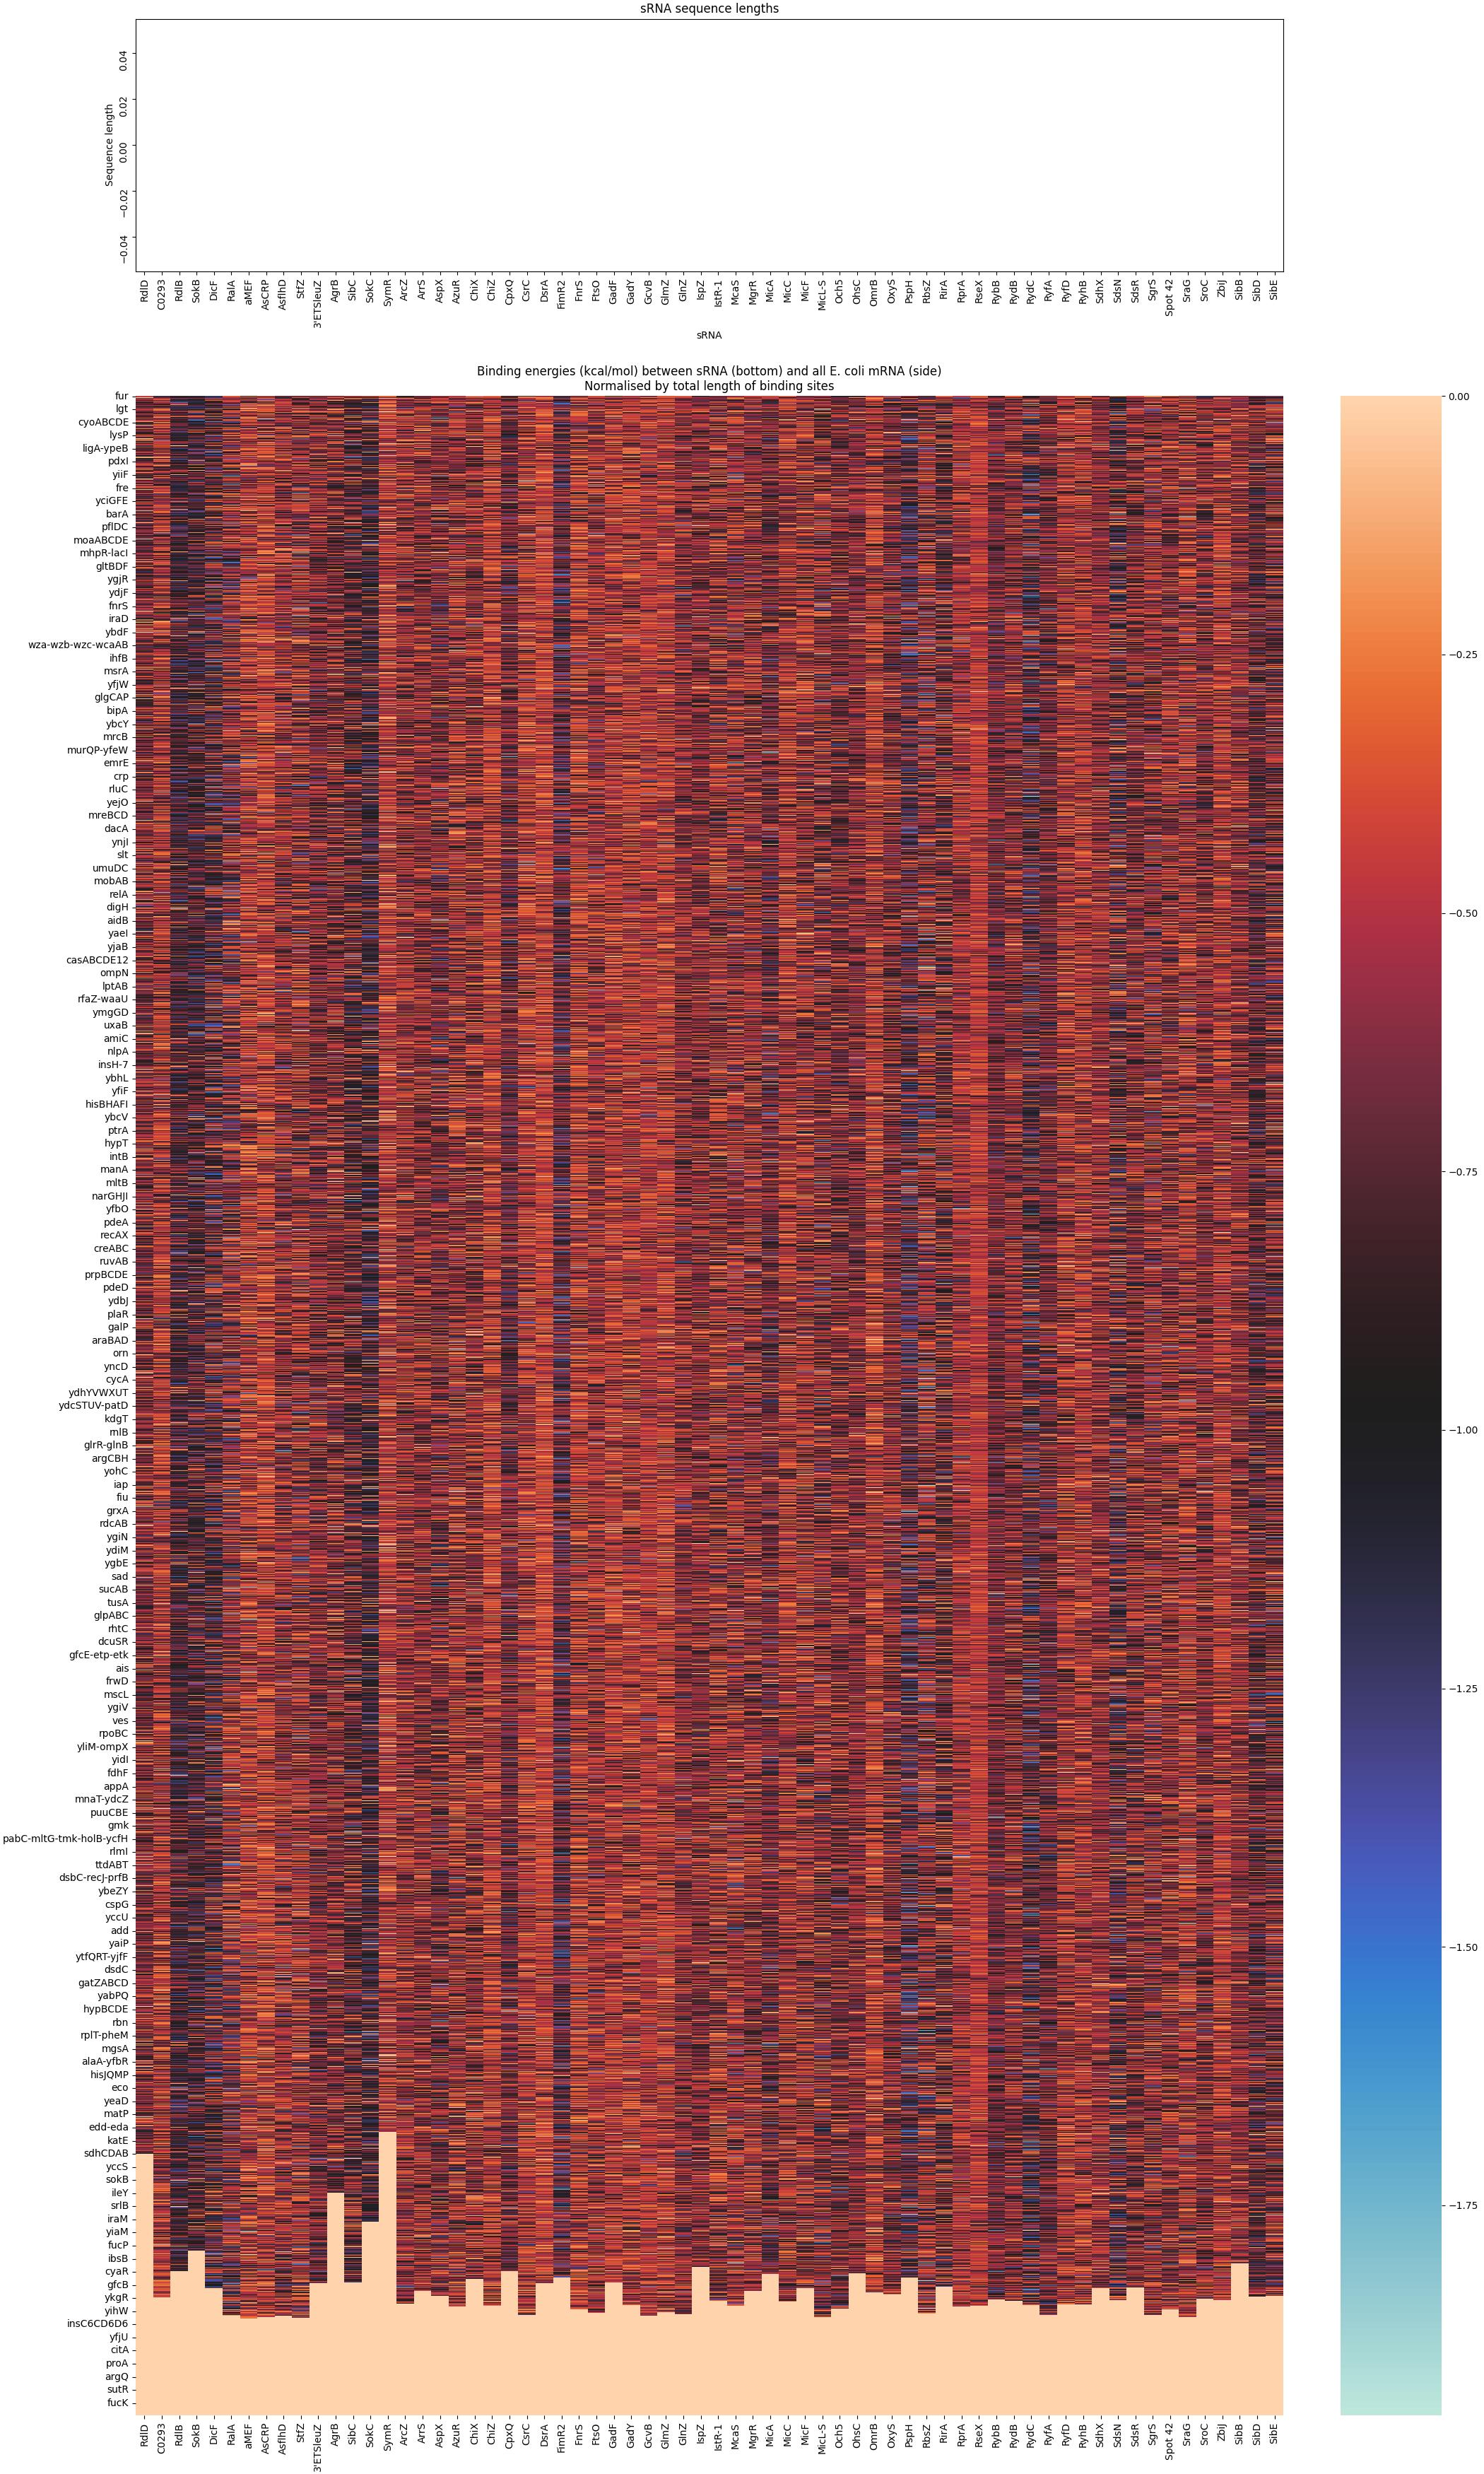 sRNA sequence lengths
0.04
0.02
0.00
−0.02
−0.04
Sequence length
RdlD
C0293
RdlB
SokB
DicF
RalA
aMEF
AsCRP
AsflhD
StfZ
3'ETSleuZ
AgrB
SibC
SokC
SymR
ArcZ
ArrS
AspX
AzuR
ChiX
ChiZ
CpxQ
CsrC
DsrA
FimR2
FnrS
FtsO
GadF
GadY
GcvB
GlmZ
GlnZ
IspZ
IstR-1
McaS
MgrR
MicA
MicC
MicF
MicL-S
Och5
OhsC
OmrB
OxyS
PspH
RbsZ
RirA
RprA
RseX
RybB
RydB
RydC
RyfA
RyfD
RyhB
SdhX
SdsN
SdsR
SgrS
Spot 42
SraG
SroC
ZbiJ
SibB
SibD
SibE
sRNA
Binding energies (kcal/mol) between sRNA (bottom) and all E. coli mRNA (side)
Normalised by total length of binding sites
fur
lgt
cyoABCDE
lysP
ligA-ypeB
pdxI
yiiF
fre
yciGFE
barA
pflDC
moaABCDE
mhpR-lacI
gltBDF
ygjR
ydjF
fnrS
iraD
ybdF
wza-wzb-wzc-wcaAB
ihfB
msrA
yfjW
glgCAP
bipA
ybcY
mrcB
murQP-yfeW
emrE
crp
rluC
yejO
mreBCD
dacA
ynjI
slt
umuDC
mobAB
relA
digH
aidB
yaeI
yjaB
casABCDE12
ompN
lptAB
rfaZ-waaU
ymgGD
uxaB
amiC
nlpA
insH-7
ybhL
yfiF
hisBHAFI
ybcV
ptrA
hypT
intB
manA
mltB
narGHJI
yfbO
pdeA
recAX
creABC
ruvAB
prpBCDE
pdeD
ydbJ
plaR
galP
araBAD
orn
yncD
cycA
ydhYVWXUT
ydcSTUV-patD
kdgT
rnlB
glrR-glnB
argCBH
yohC
iap
fiu
grxA
rdcAB
ygiN
ydiM
ygbE
sad
sucAB
tusA
glpABC
rhtC
dcuSR
gfcE-etp-etk
ais
frwD
mscL
ygiV
ves
rpoBC
yliM-ompX
yidI
fdhF
appA
mnaT-ydcZ
puuCBE
gmk
pabC-mltG-tmk-holB-ycfH
rlmI
ttdABT
dsbC-recJ-prfB
ybeZY
cspG
yccU
add
yaiP
ytfQRT-yjfF
dsdC
gatZABCD
yabPQ
hypBCDE
rbn
rplT-pheM
mgsA
alaA-yfbR
hisJQMP
eco
yeaD
matP
edd-eda
katE
sdhCDAB
yccS
sokB
ileY
srlB
iraM
yiaM
fucP
ibsB
cyaR
gfcB
ykgR
yihW
insC6CD6D6
yfjU
citA
proA
argQ
sutR
fucK
RdlD
C0293
RdlB
SokB
DicF
RalA
aMEF
AsCRP
AsflhD
StfZ
3'ETSleuZ
AgrB
SibC
SokC
SymR
ArcZ
ArrS
AspX
AzuR
ChiX
ChiZ
CpxQ
CsrC
DsrA
FimR2
FnrS
FtsO
GadF
GadY
GcvB
GlmZ
GlnZ
IspZ
IstR-1
McaS
MgrR
MicA
MicC
MicF
MicL-S
Och5
OhsC
OmrB
OxyS
PspH
RbsZ
RirA
RprA
RseX
RybB
RydB
RydC
RyfA
RyfD
RyhB
SdhX
SdsN
SdsR
SgrS
Spot 42
SraG
SroC
ZbiJ
SibB
SibD
SibE
0.00
−0.25
−0.50
−0.75
−1.00
−1.25
−1.50
−1.75